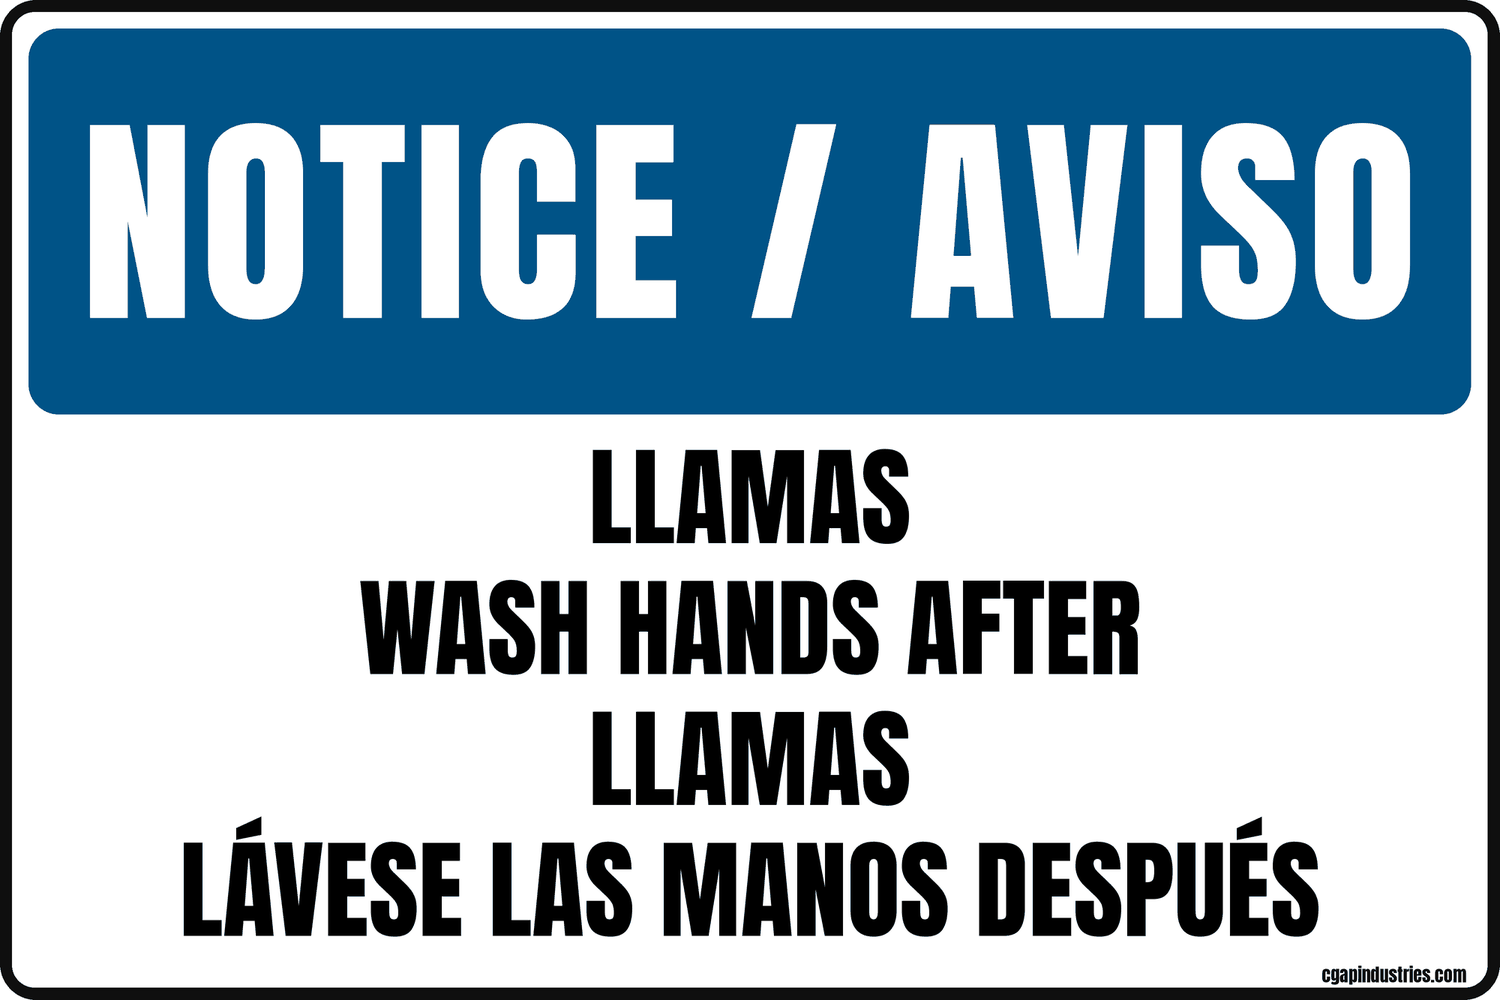 NOTICE / AVISO
LLAMAS
WASH HANDS AFTER
LLAMAS
LÁVESE LAS MANOS DESPUÉS
cgapindustries.com